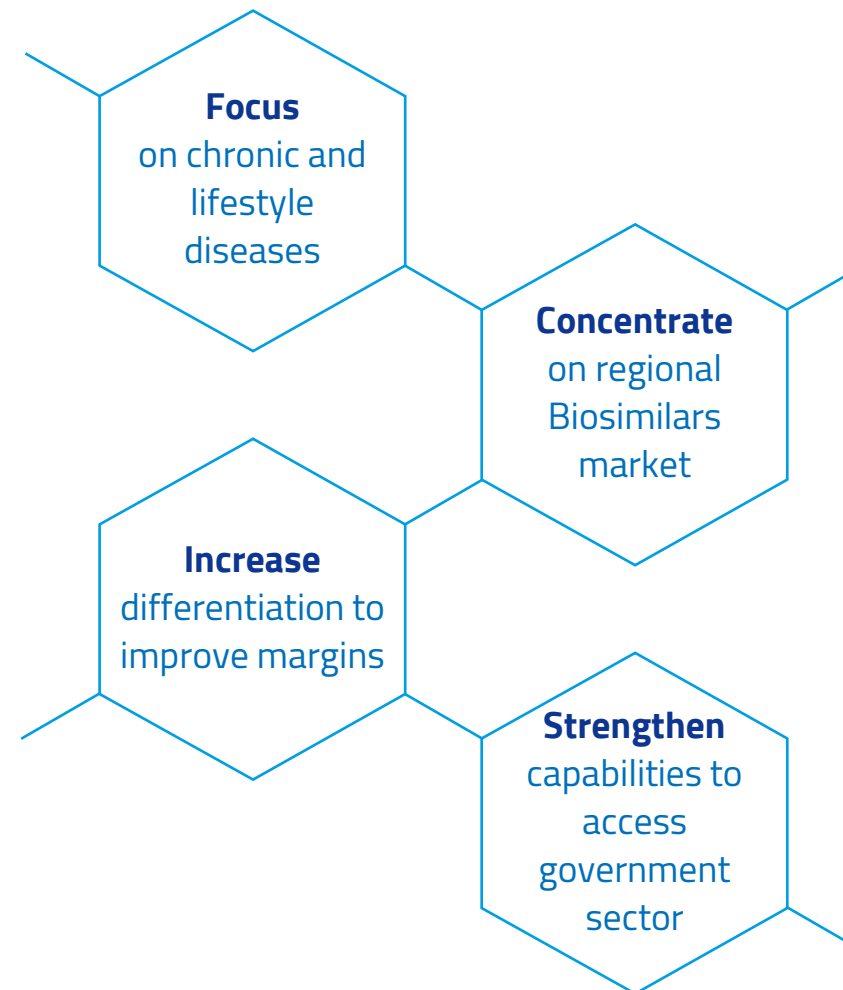 Focus
on chronic and
lifestyle
diseases
Concentrate
on regional
Biosimilars
market
Increase
differentiation to
improve margins
Strengthen
capabilities to
access
government
sector